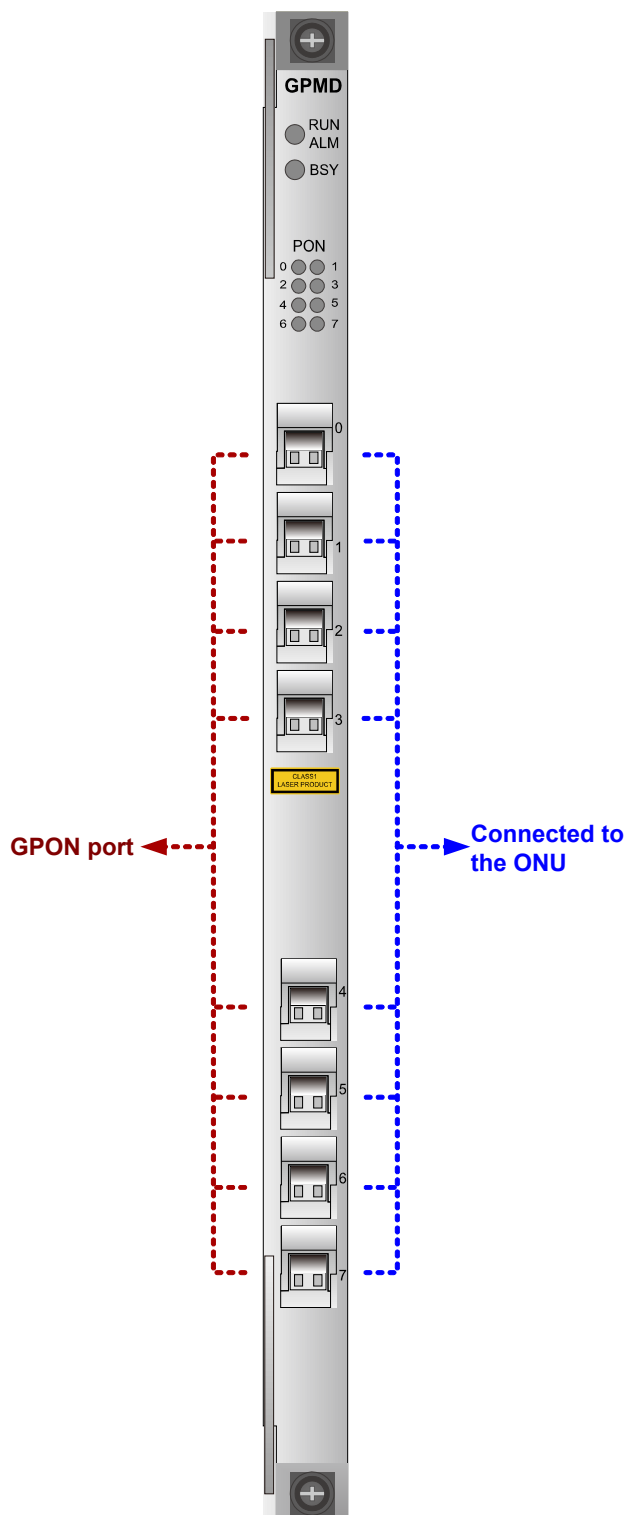 GPMD
RUN
ALM
BSY
PON
0 1
2 3
4 5
6 7
0
1
2
3
CLASS1
LASER PRODUCT
GPON port
Connected to
the ONU
4
5
6
7